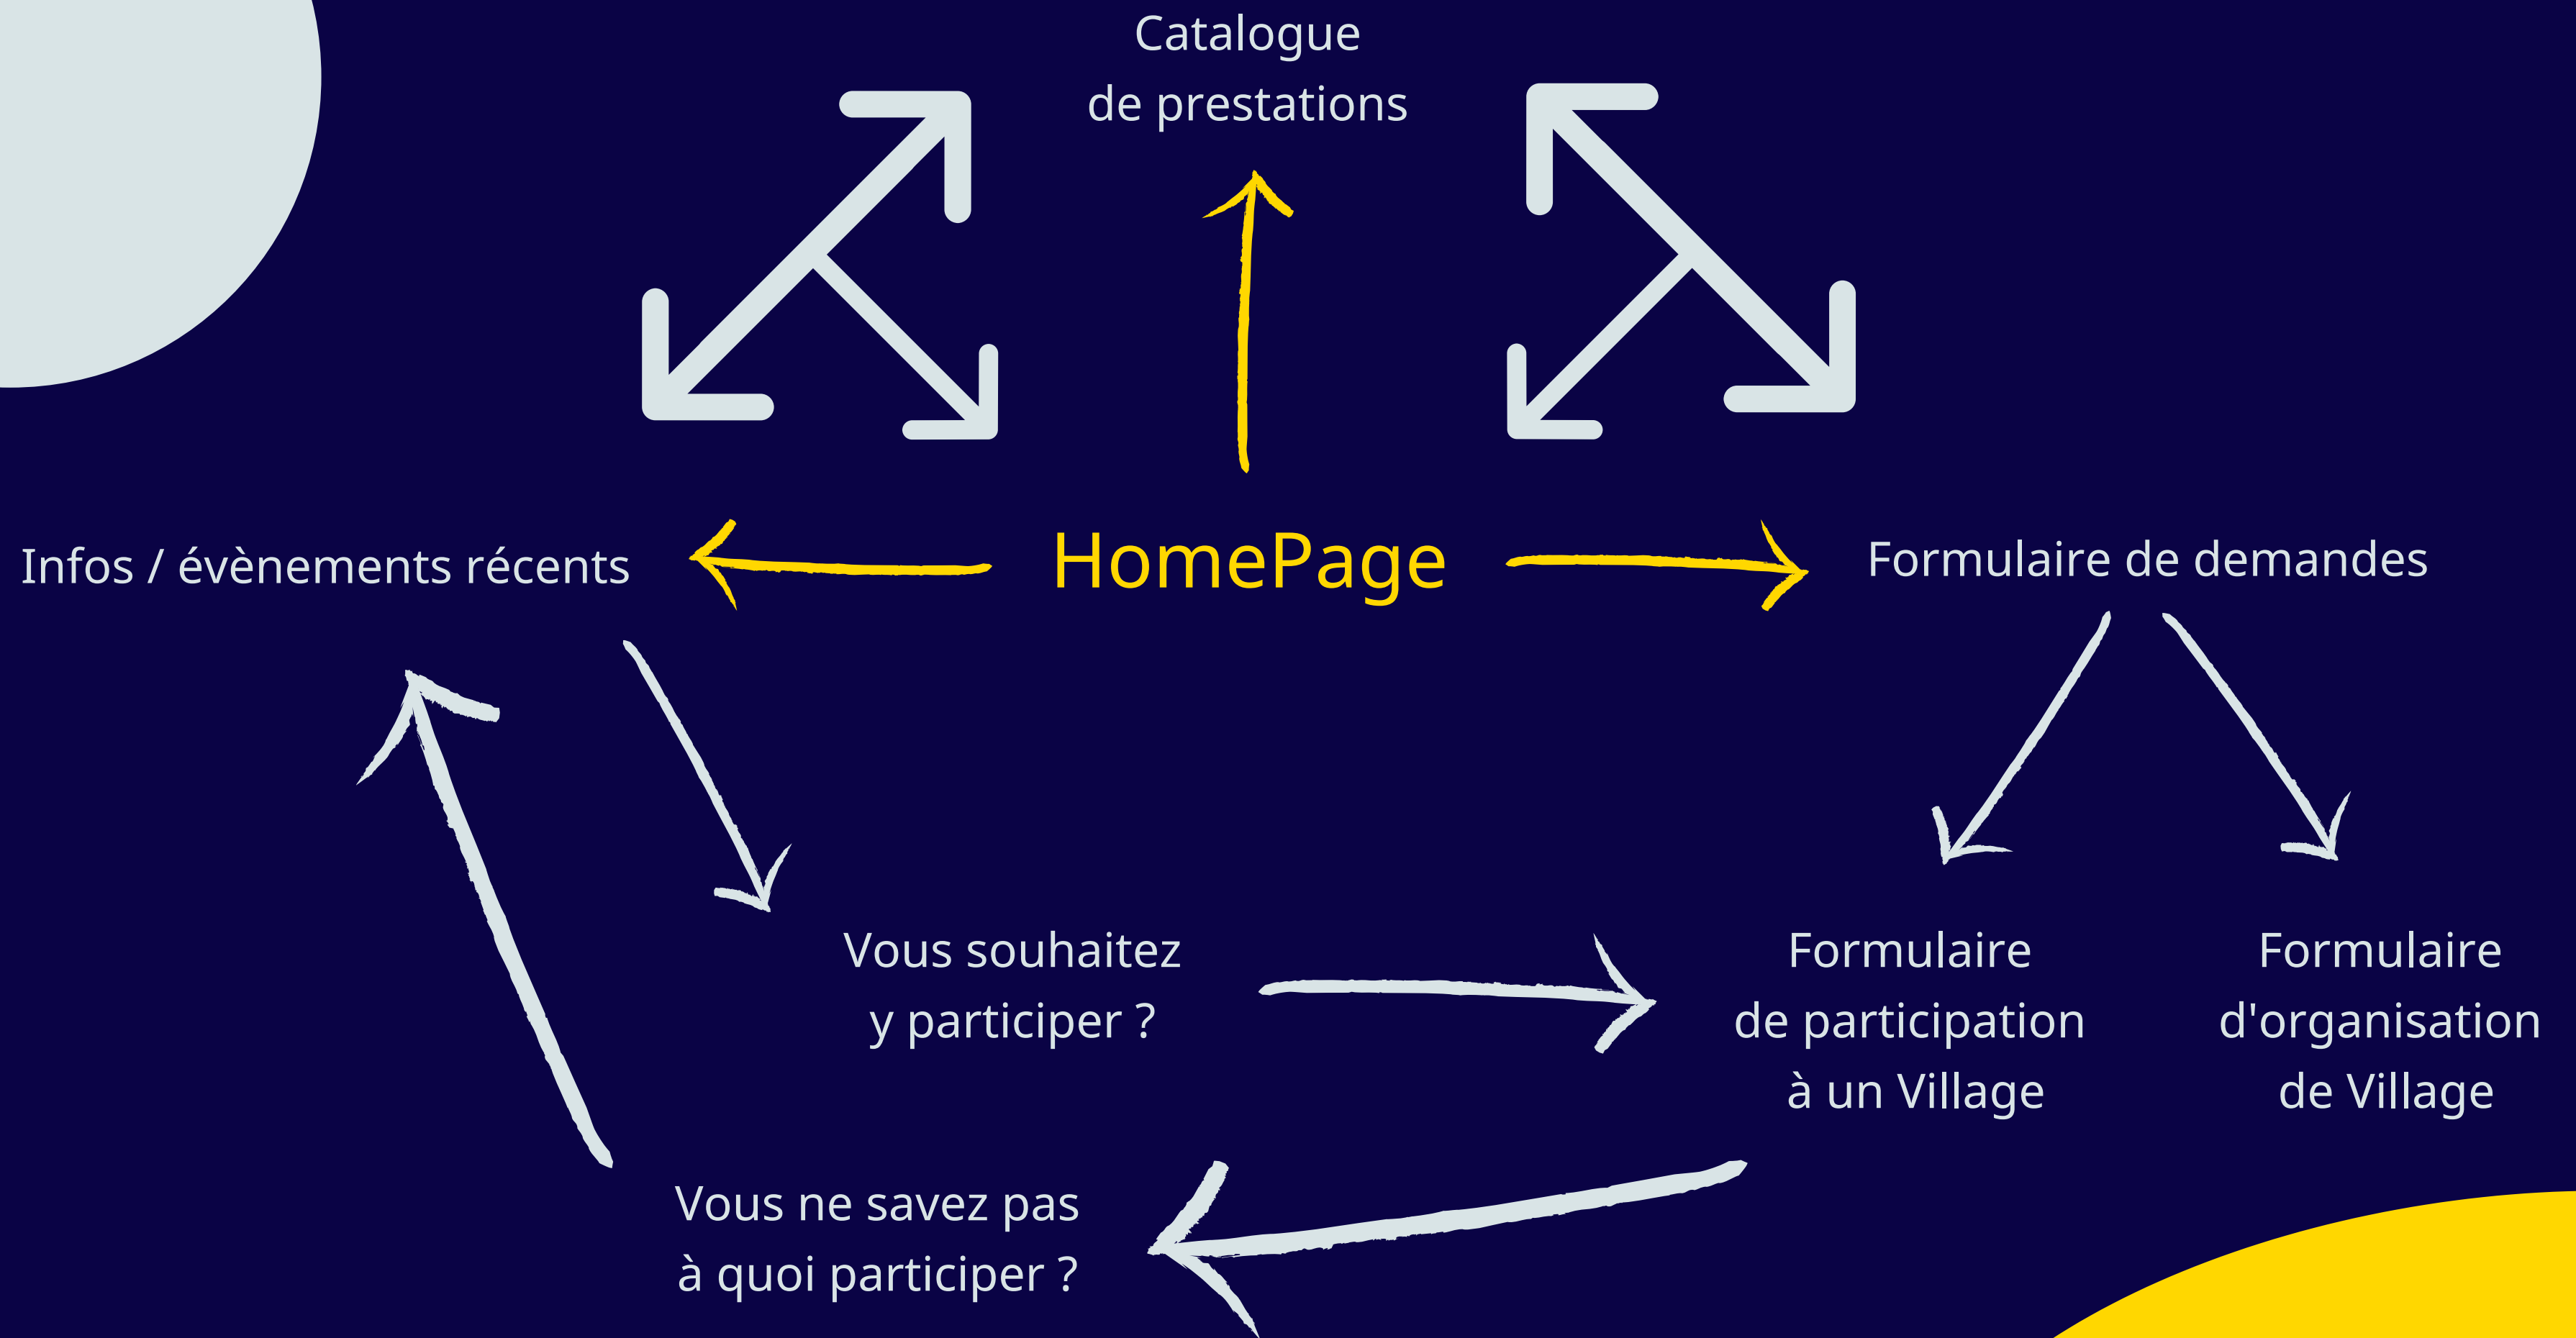 Catalogue
de prestations
Infos / évènements récents
HomePage
Formulaire de demandes
Vous souhaitez
y participer ?
Formulaire
de participation
à un Village
Formulaire
d'organisation
de Village
Vous ne savez pas
à quoi participer ?